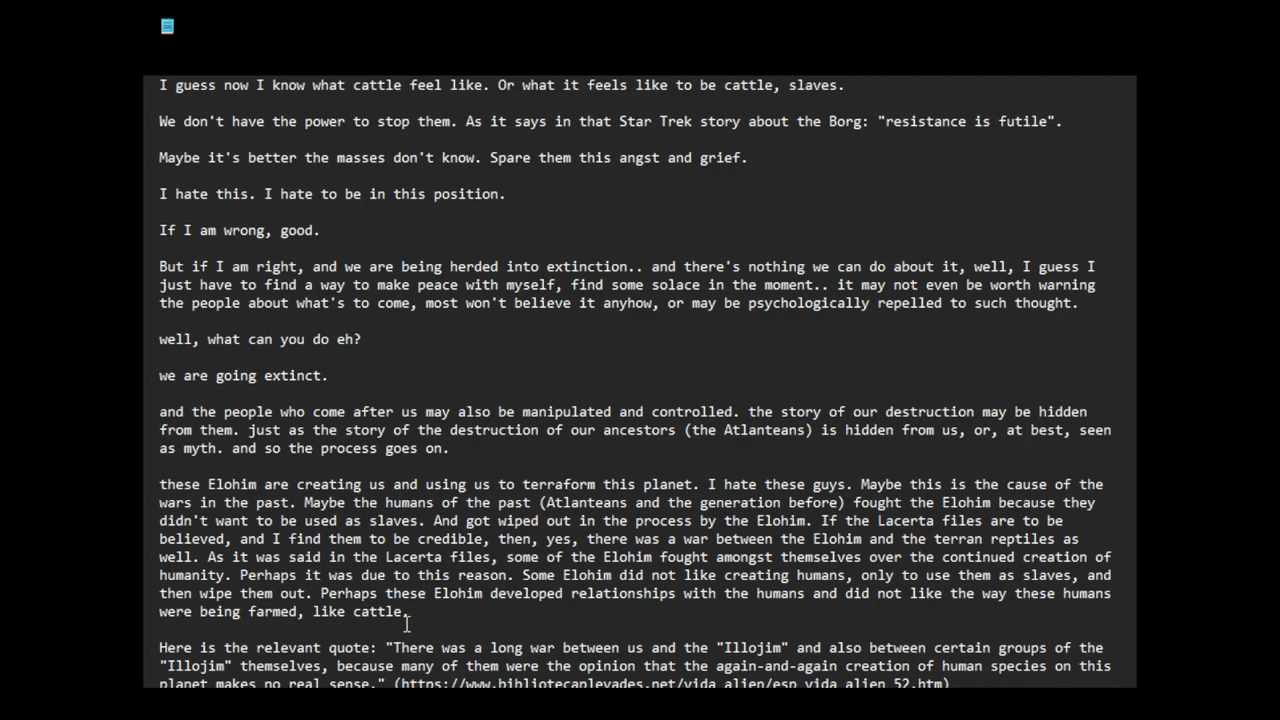 I guess now I know what cattle feel like. Or what it feels like to be cattle, slaves.
We don't have the power to stop them. As it says in that Star Trek story about the Borg: "resistance is futile".
Maybe it's better the masses don't know. Spare them this angst and grief.
I hate this. I hate to be in this position.
If I am wrong, good.
But if I am right, and we are being herded into extinction.. and there's nothing we can do about it, well, I guess I
just have to find a way to make peace with myself, find some solace in the moment.. it may not even be worth warning
the people about what's to come, most won't believe it anyhow, or may be psychologically repelled to such thought.
well, what can you do eh?
we are going extinct.
and the people who come after us may also be manipulated and controlled. the story of our destruction may be hidden
from them. just as the story of the destruction of our ancestors (the Atlanteans) is hidden from us, or, at best, seen
as myth. and so the process goes on.
these Elohim are creating us and using us to terraform this planet. I hate these guys. Maybe this is the cause of the
wars in the past. Maybe the humans of the past (Atlanteans and the generation before) fought the Elohim because they
didn't want to be used as slaves. And got wiped out in the process by the Elohim. If the Lacerta files are to be
believed, and I find them to be credible, then, yes, there was a war between the Elohim and the terran reptiles as
well. As it was said in the Lacerta files, some of the Elohim fought amongst themselves over the continued creation of
humanity. Perhaps it was due to this reason. Some Elohim did not like creating humans, only to use them as slaves, and
then wipe them out. Perhaps these Elohim developed relationships with the humans and did not like the way these humans
were being farmed, like cattle.
Here is the relevant quote: "There was a long war between us and the "Illojim" and also between certain groups of the
"Illojim" themselves, because many of them were the opinion that the again-and-again creation of human species on this
planet makes no real sense." (https://www.bibliotecapleyades.net/vida_alien/esp_vida_alien_52.htm)